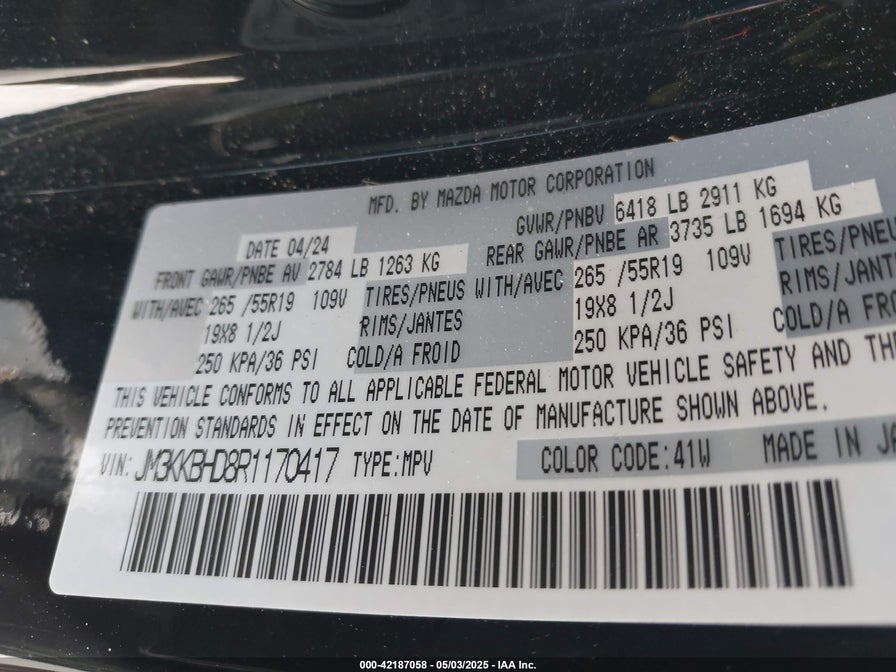 MFD. BY MAZDA MOTOR CORPORATION
DATE 04/24 GVWR/PNBV 6418 LB 2911 KG
FRONT GAWR/PNBE AV 2784 LB 1263 KG REAR GAWR/PNBE AR 3735 LB 1694 KG
WITH/AVEC 265 /55R19 109V TIRES/PNEUS WITH/AVEC 265 /55R19 109V TIRES/PNEU
19X8 1/2J RIMS/JANTES 19X8 1/2J RIMS/JANTE
250 KPA/36 PSI COLD/A FROID 250 KPA/36 PSI COLD/A FRO
THIS VEHICLE CONFORMS TO ALL APPLICABLE FEDERAL MOTOR VEHICLE SAFETY AND THE
PREVENTION STANDARDS IN EFFECT ON THE DATE OF MANUFACTURE SHOWN ABOVE.
VIN: JM3KKBHD8R1170417 TYPE:MPV COLOR CODE:41W MADE IN JA
000-42187058 - 05/03/2025 - IAA Inc.